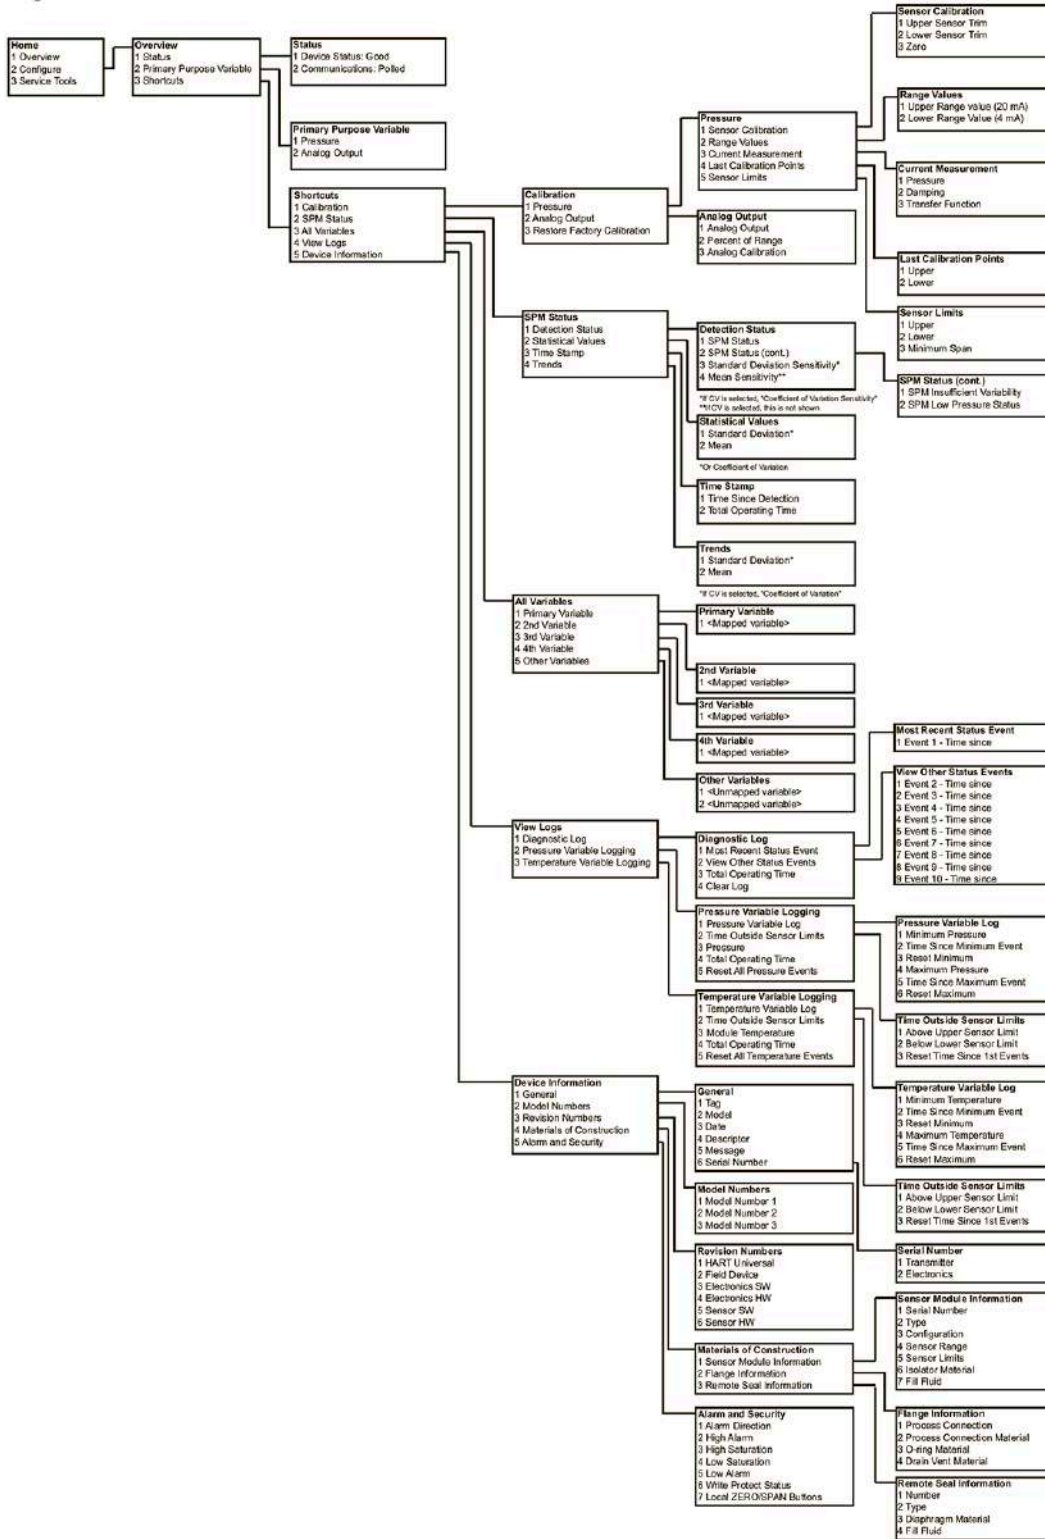 Home
1 Overview
2 Configure
3 Service Tools
Overview
1 Status
2 Primary Purpose Variable
3 Shortcuts
Status
1 Device Status: Good
2 Communications: Polled
Primary Purpose Variable
1 Pressure
2 Analog Output
Shortcuts
1 Calibration
2 SPM Status
3 All Variables
4 View Logs
5 Device Information
Calibration
1 Pressure
2 Analog Output
3 Restore Factory Calibration
Pressure
1 Sensor Calibration
2 Range Values
3 Current Measurement
4 Last Calibration Points
5 Sensor Limits
Sensor Calibration
1 Upper Sensor Trim
2 Lower Sensor Trim
3 Zero
Range Values
1 Upper Range value (20 mA)
2 Lower Range Value (4 mA)
Current Measurement
1 Pressure
2 Damping
3 Transfer Function
Last Calibration Points
1 Upper
2 Lower
Sensor Limits
1 Upper
2 Lower
3 Minimum Span
Analog Output
1 Analog Output
2 Percent of Range
3 Analog Calibration
SPM Status
1 Detection Status
2 Statistical Values
3 Time Stamp
4 Trends
Detection Status
1 SPM Status
2 SPM Status (cont.)
3 Standard Deviation Sensitivity*
4 Mean Sensitivity**
*If CV is selected, "Coefficient of Variation Sensitivity"
**If CV is selected, this is not shown
SPM Status (cont.)
1 SPM Insufficient Variability
2 SPM Low Pressure Status
Statistical Values
1 Standard Deviation*
2 Mean
*Or Coefficient of Variation
Time Stamp
1 Time Since Detection
2 Total Operating Time
Trends
1 Standard Deviation*
2 Mean
*If CV is selected, "Coefficient of Variation"
All Variables
1 Primary Variable
2 2nd Variable
3 3rd Variable
4 4th Variable
5 Other Variables
Primary Variable
1 <Mapped variable>
2nd Variable
1 <Mapped variable>
3rd Variable
1 <Mapped variable>
4th Variable
1 <Mapped variable>
Other Variables
1 <Unmapped variable>
2 <Unmapped variable>
View Logs
1 Diagnostic Log
2 Pressure Variable Logging
3 Temperature Variable Logging
Diagnostic Log
1 Most Recent Status Event
2 View Other Status Events
3 Total Operating Time
4 Clear Log
Most Recent Status Event
1 Event 1 - Time since
View Other Status Events
1 Event 2 - Time since
2 Event 3 - Time since
3 Event 4 - Time since
4 Event 5 - Time since
5 Event 6 - Time since
6 Event 7 - Time since
7 Event 8 - Time since
8 Event 9 - Time since
9 Event 10 - Time since
Pressure Variable Logging
1 Pressure Variable Log
2 Time Outside Sensor Limits
3 Pressure
4 Total Operating Time
5 Reset All Pressure Events
Pressure Variable Log
1 Minimum Pressure
2 Time Since Minimum Event
3 Reset Minimum
4 Maximum Pressure
5 Time Since Maximum Event
6 Reset Maximum
Time Outside Sensor Limits
1 Above Upper Sensor Limit
2 Below Lower Sensor Limit
3 Reset Time Since 1st Events
Temperature Variable Logging
1 Temperature Variable Log
2 Time Outside Sensor Limits
3 Module Temperature
4 Total Operating Time
5 Reset All Temperature Events
Temperature Variable Log
1 Minimum Temperature
2 Time Since Minimum Event
3 Reset Minimum
4 Maximum Temperature
5 Time Since Maximum Event
6 Reset Maximum
Time Outside Sensor Limits
1 Above Upper Sensor Limit
2 Below Lower Sensor Limit
3 Reset Time Since 1st Events
Device Information
1 General
2 Model Numbers
3 Revision Numbers
4 Materials of Construction
5 Alarm and Security
General
1 Tag
2 Model
3 Date
4 Descriptor
5 Message
6 Serial Number
Serial Number
1 Transmitter
2 Electronics
Model Numbers
1 Model Number 1
2 Model Number 2
3 Model Number 3
Revision Numbers
1 HART Universal
2 Field Device
3 Electronics SW
4 Electronics HW
5 Sensor SW
6 Sensor HW
Materials of Construction
1 Sensor Module Information
2 Flange Information
3 Remote Seal Information
Sensor Module Information
1 Serial Number
2 Type
3 Configuration
4 Sensor Range
5 Sensor Limits
6 Isolator Material
7 Fill Fluid
Flange Information
1 Process Connection
2 Process Connection Material
3 O-ring Material
4 Drain Vent Material
Remote Seal Information
1 Number
2 Type
3 Diaphragm Material
4 Fill Fluid
Alarm and Security
1 Alarm Direction
2 High Alarm
3 High Saturation
4 Low Saturation
5 Low Alarm
6 Write Protect Status
7 Local ZERO/SPAN Buttons